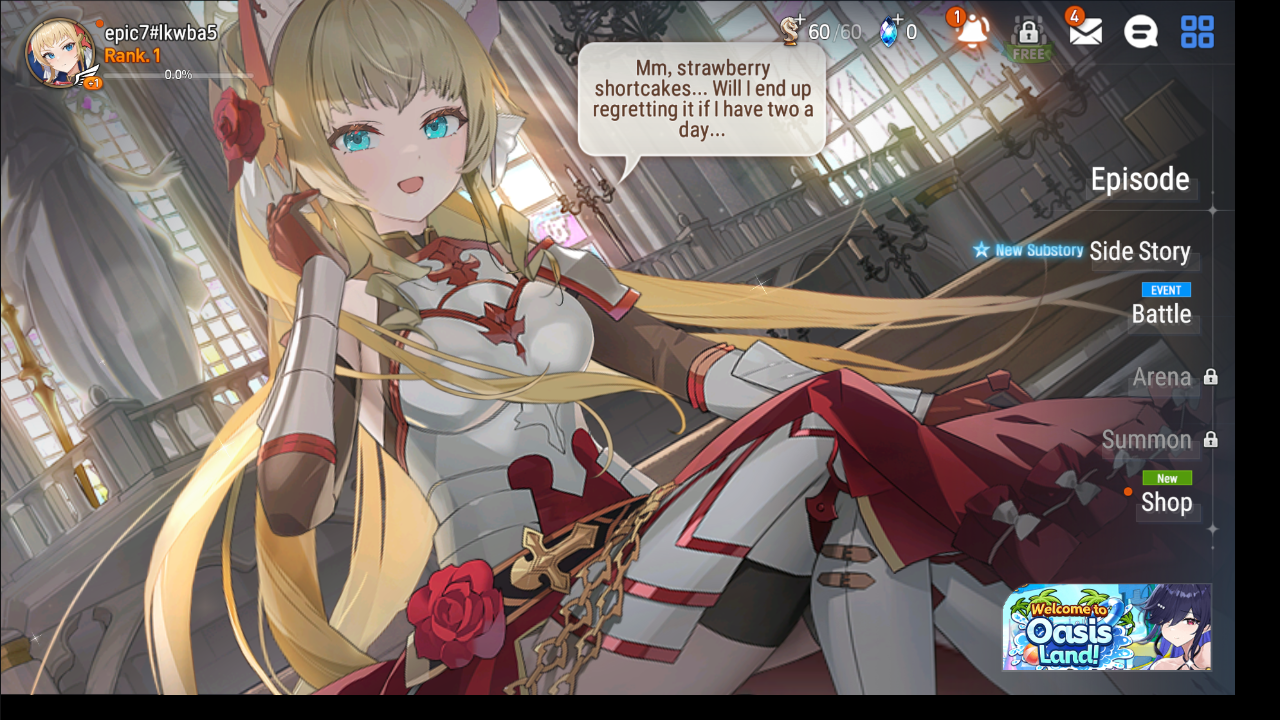 epic7#lkwba5
Rank. 1
0.0%
+1
60/60
0
1
FREE
4
Mm, strawberry
shortcakes... Will I end up
regretting it if I have two a
day...
Episode
New Substory Side Story
EVENT
Battle
Arena
Summon
New
Shop
Welcome to
Oasis
Land!